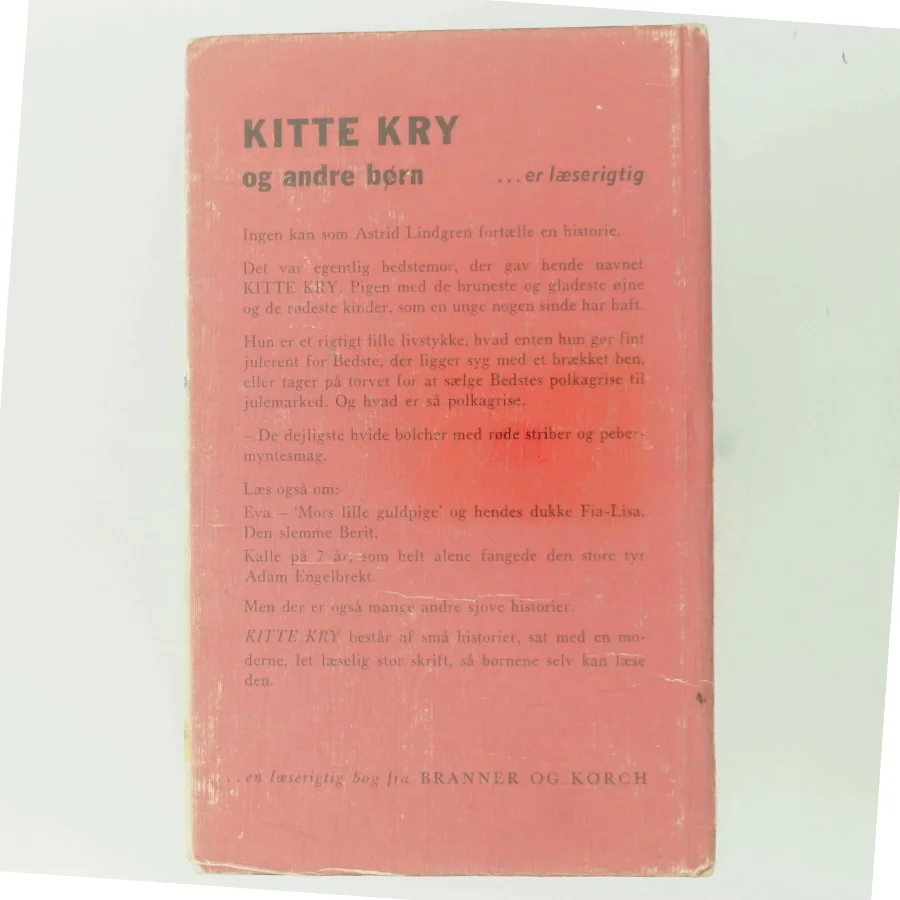 KITTE KRY
og andre børn ...er læserigtig
Ingen kan som Astrid Lindgren fortælle en historie.
Det var egentlig bedstemor, der gav hende navnet
KITTE KRY. Pigen med de bruneste og gladeste øjne
og de rødeste kinder, som en unge nogen sinde har haft.
Hun er et rigtigt lille livstykke, hvad enten hun gør fint
julerent for Bedste, der ligger syg med et brækket ben,
eller tager på torvet for at sælge Bedstes polkagrise til
julemarked. Og hvad er så polkagrise.
– De dejligste hvide bolcher med røde striber og peber-
myntesmag.
Læs også om:
Eva – 'Mors lille guldpige' og hendes dukke Fia-Lisa.
Den slemme Berit.
Kalle på 7 år, som helt alene fangede den store tyr
Adam Engelbrekt.
Men der er også mange andre sjove historier.
KITTE KRY består af små historier, sat med en mo-
derne, let læselig stor skrift, så børnene selv kan læse
den.
...en læserigtig bog fra BRANNER OG KORCH